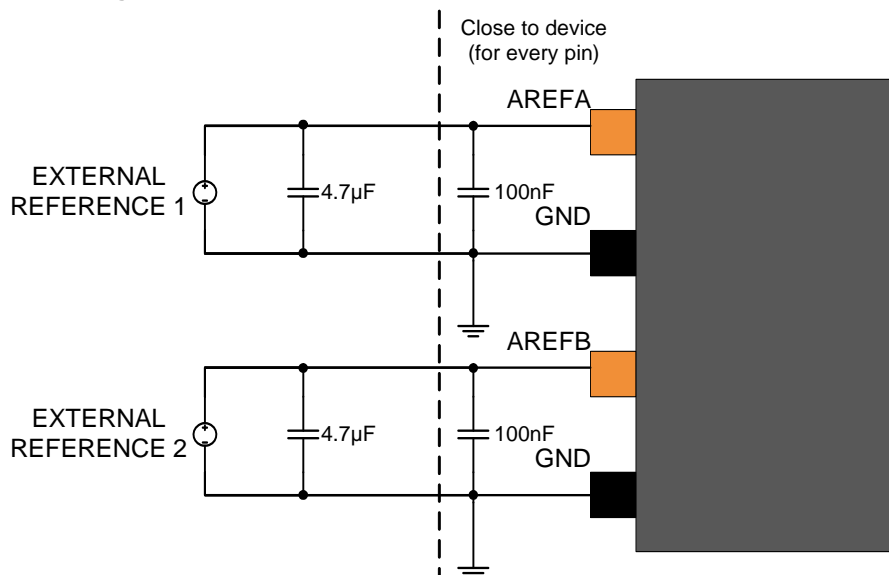 Close to device
(for every pin)
AREFA
EXTERNAL
REFERENCE 1
4.7µF
100nF
GND
AREFB
EXTERNAL
REFERENCE 2
4.7µF
100nF
GND